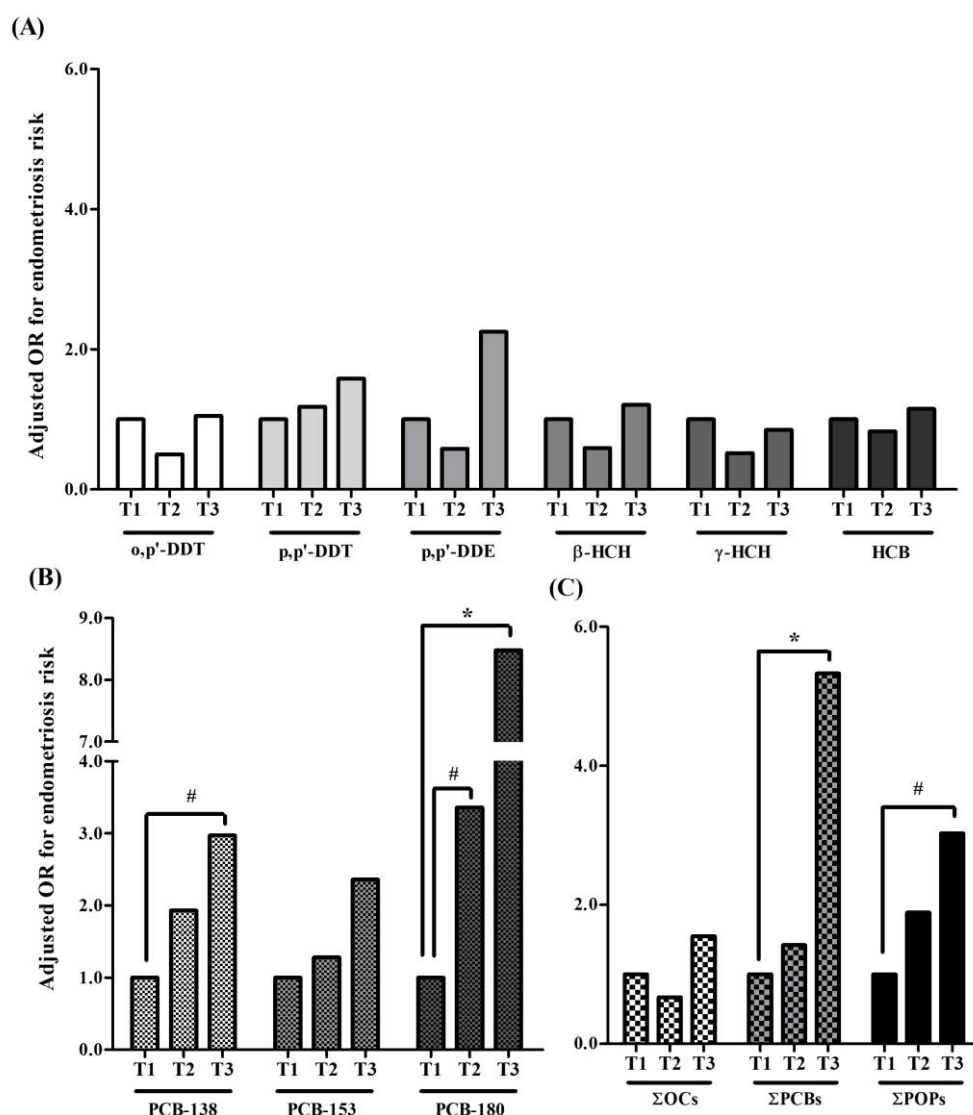 (A)
Adjusted OR for endometriosis risk
6.0
4.0
2.0
0.0
T1 T2 T3 T1 T2 T3 T1 T2 T3 T1 T2 T3 T1 T2 T3 T1 T2 T3
o,p'-DDT p,p'-DDT p,p'-DDE β-HCH γ-HCH HCB
(B)
Adjusted OR for endometriosis risk
9.0
8.0
7.0
4.0
3.0
2.0
1.0
0.0
#
#
*
T1 T2 T3 T1 T2 T3 T1 T2 T3
PCB-138 PCB-153 PCB-180
(C)
6.0
4.0
2.0
0.0
*
#
T1 T2 T3 T1 T2 T3 T1 T2 T3
ΣOCs ΣPCBs ΣPOPs